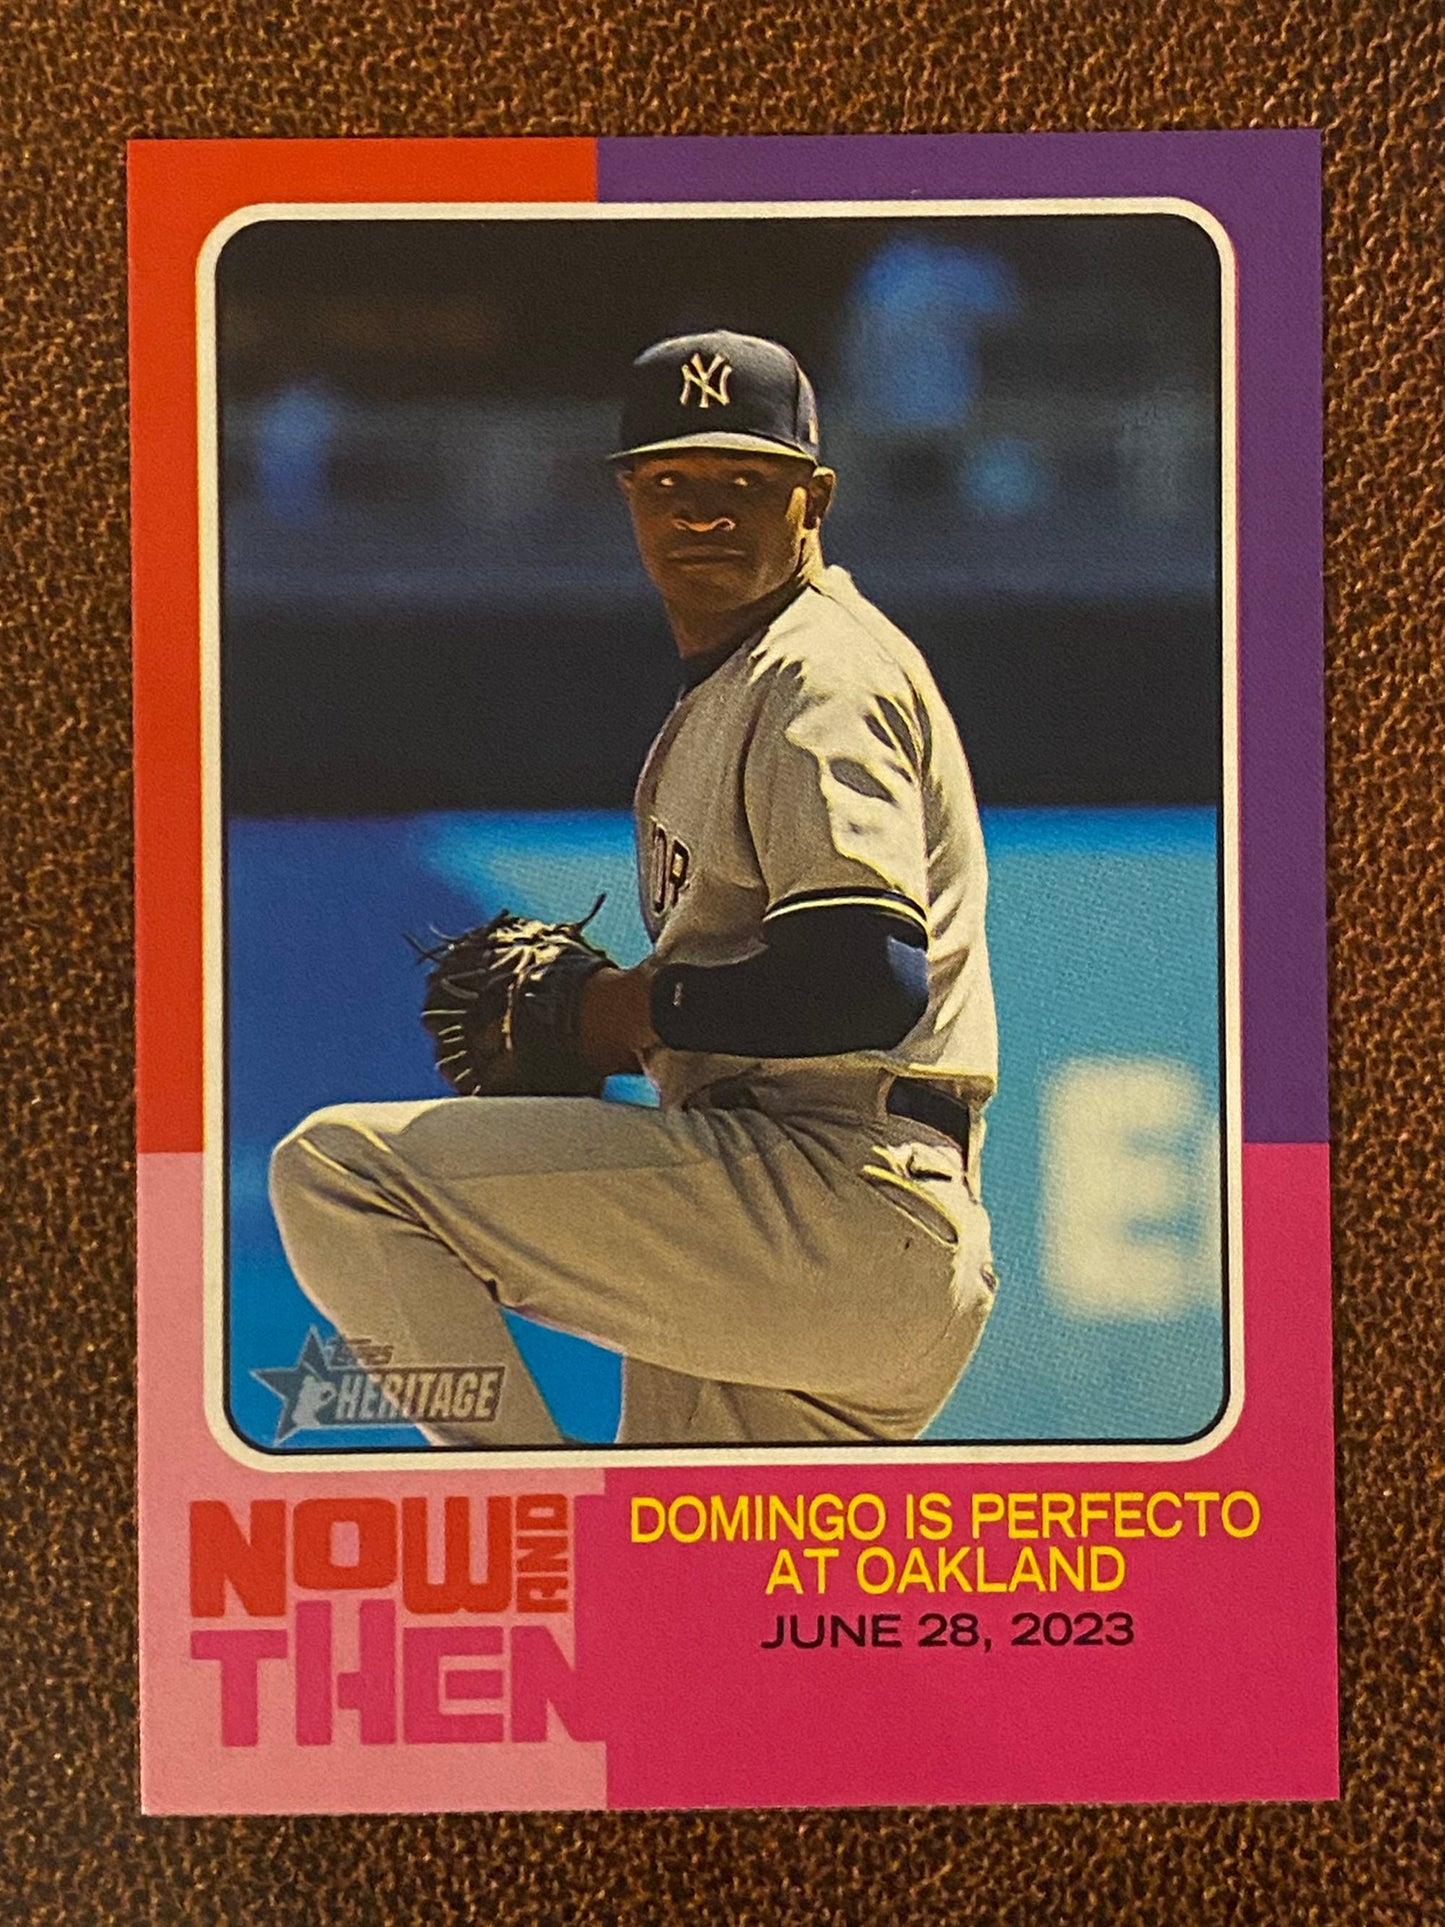 NY
TOPPS
HERITAGE
NOW AND
THEN
DOMINGO IS PERFECTO
AT OAKLAND
JUNE 28, 2023